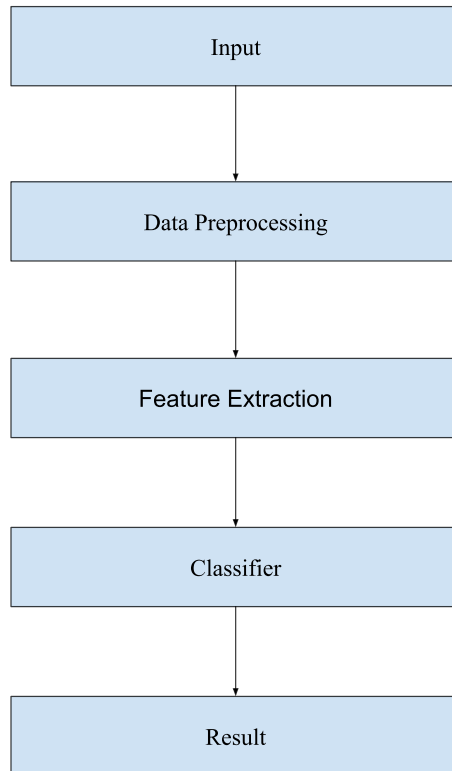 Input
Data Preprocessing
Feature Extraction
Classifier
Result